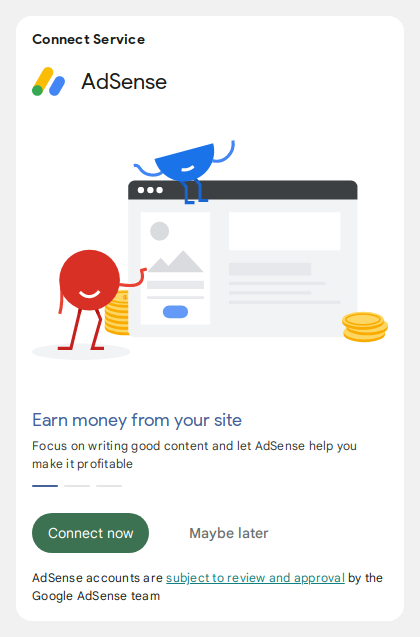 Connect Service
AdSense
Earn money from your site
Focus on writing good content and let AdSense help you
make it profitable
Connect now
Maybe later
AdSense accounts are subject to review and approval by the
Google AdSense team